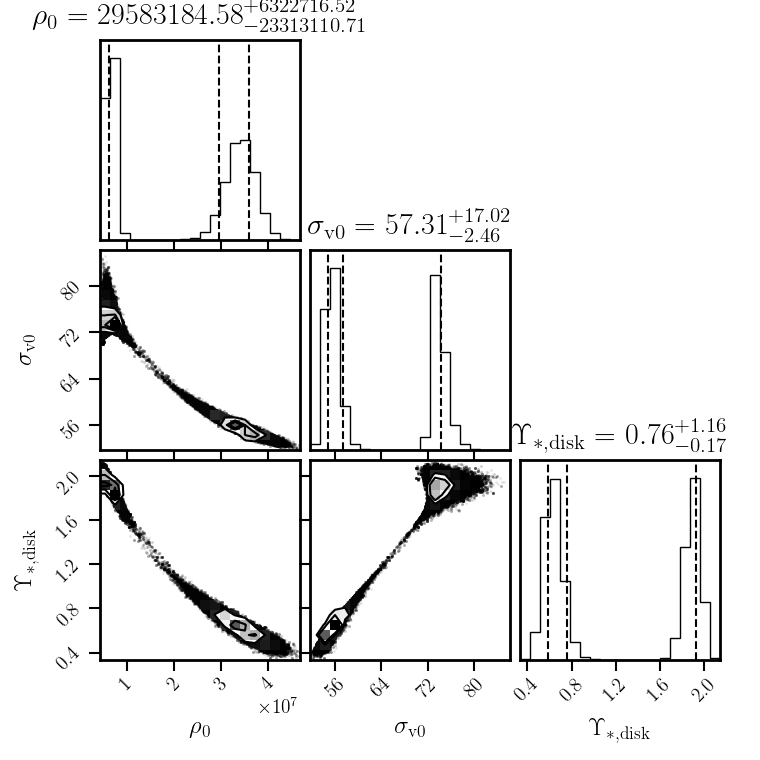 ρ₀ = 29583184.58⁺⁶³²²⁷¹⁶·⁵²₋₂₃₃₁₃₁₁₀.₇₁
σᵥ₀ = 57.31⁺¹⁷·⁰²₋₂.₄₆
80
72
64
56
σᵥ₀
ϒ*,disk = 0.76⁺¹·¹⁶₋₀.₁₇
2.0
1.6
1.2
0.8
0.4
ϒ*,disk
1 2 3 4
×10⁷
ρ₀
56 64 72 80
σᵥ₀
0.4 0.8 1.2 1.6 2.0
ϒ*,disk